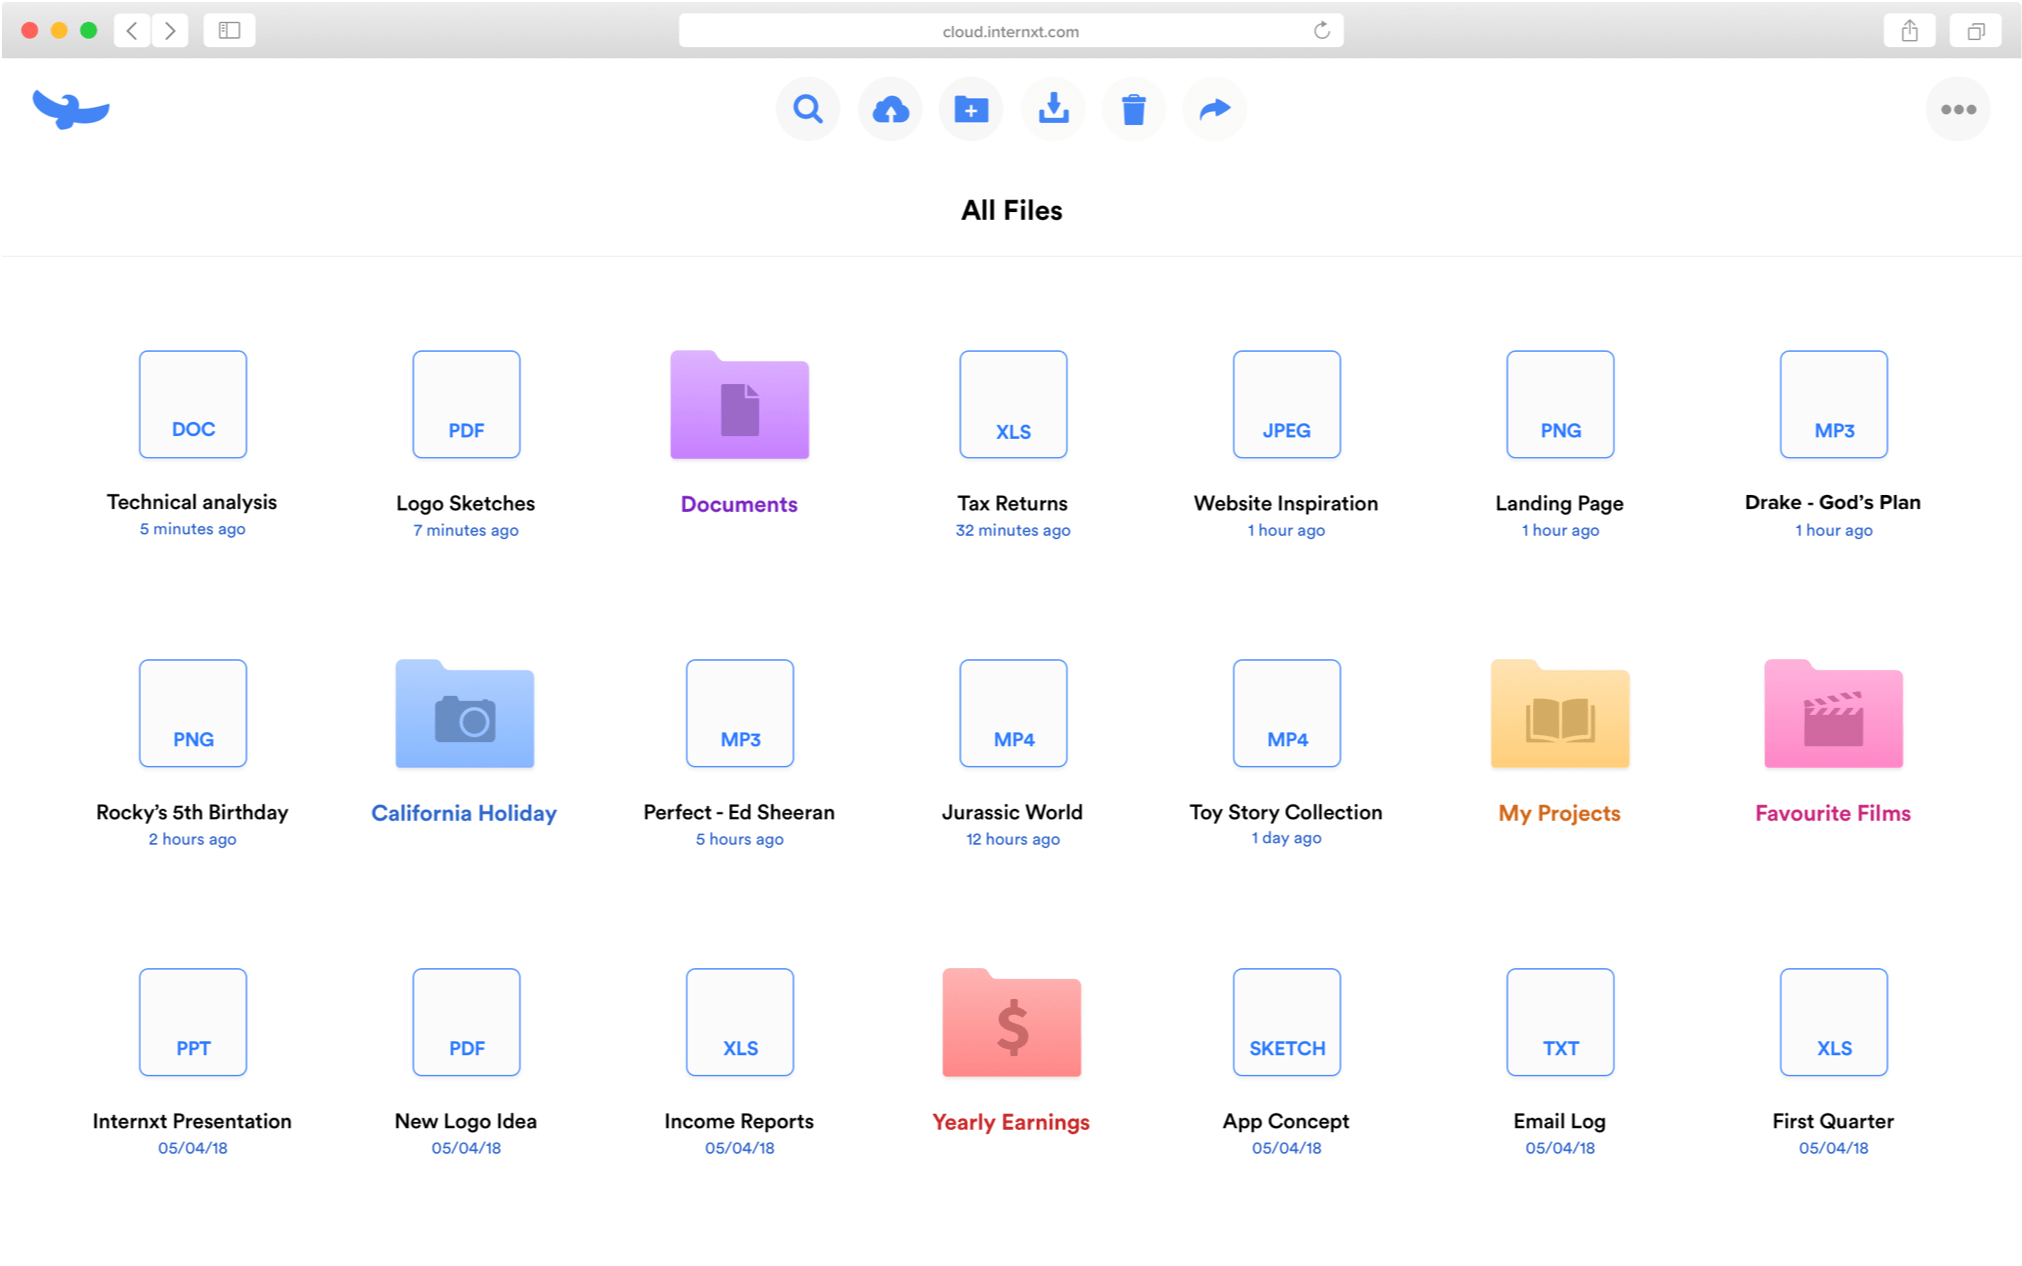 cloud.internxt.com
All Files
DOC
PDF
XLS
JPEG
PNG
MP3
Technical analysis
5 minutes ago
Logo Sketches
7 minutes ago
Documents
Tax Returns
32 minutes ago
Website Inspiration
1 hour ago
Landing Page
1 hour ago
Drake - God’s Plan
1 hour ago
PNG
MP3
MP4
MP4
Rocky’s 5th Birthday
2 hours ago
California Holiday
Perfect - Ed Sheeran
5 hours ago
Jurassic World
12 hours ago
Toy Story Collection
1 day ago
My Projects
Favourite Films
PPT
PDF
XLS
$
SKETCH
TXT
XLS
Internxt Presentation
05/04/18
New Logo Idea
05/04/18
Income Reports
05/04/18
Yearly Earnings
App Concept
05/04/18
Email Log
05/04/18
First Quarter
05/04/18